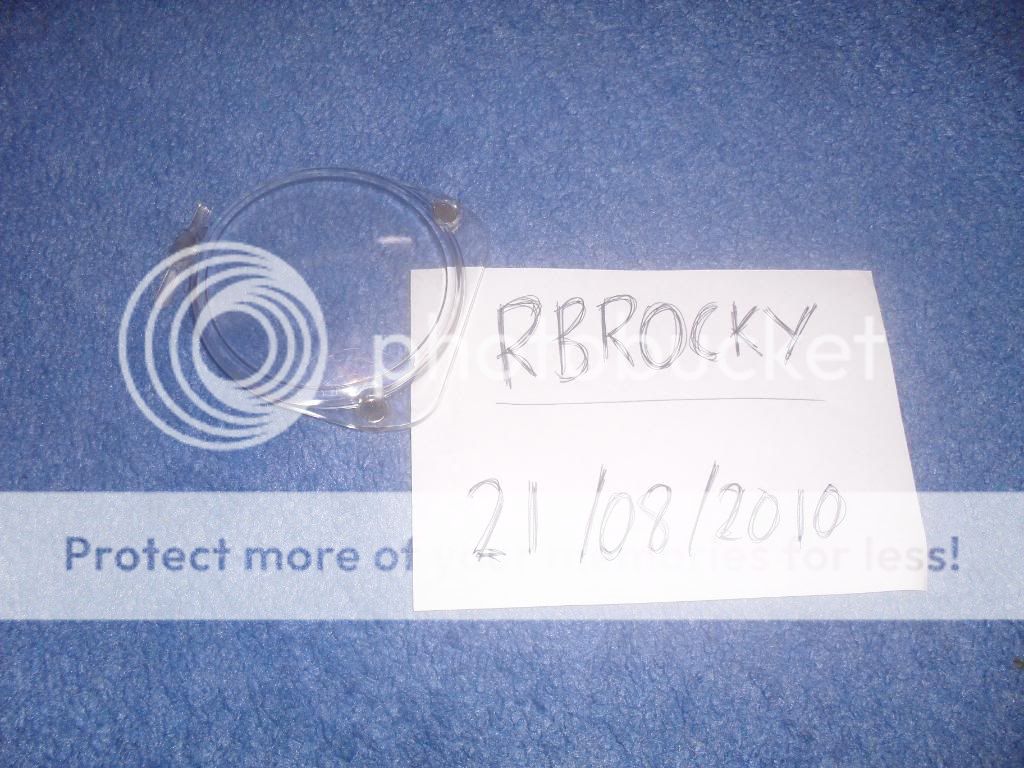 RBROCKY
photobucket
21/08/2010
Protect more of your memories for less!